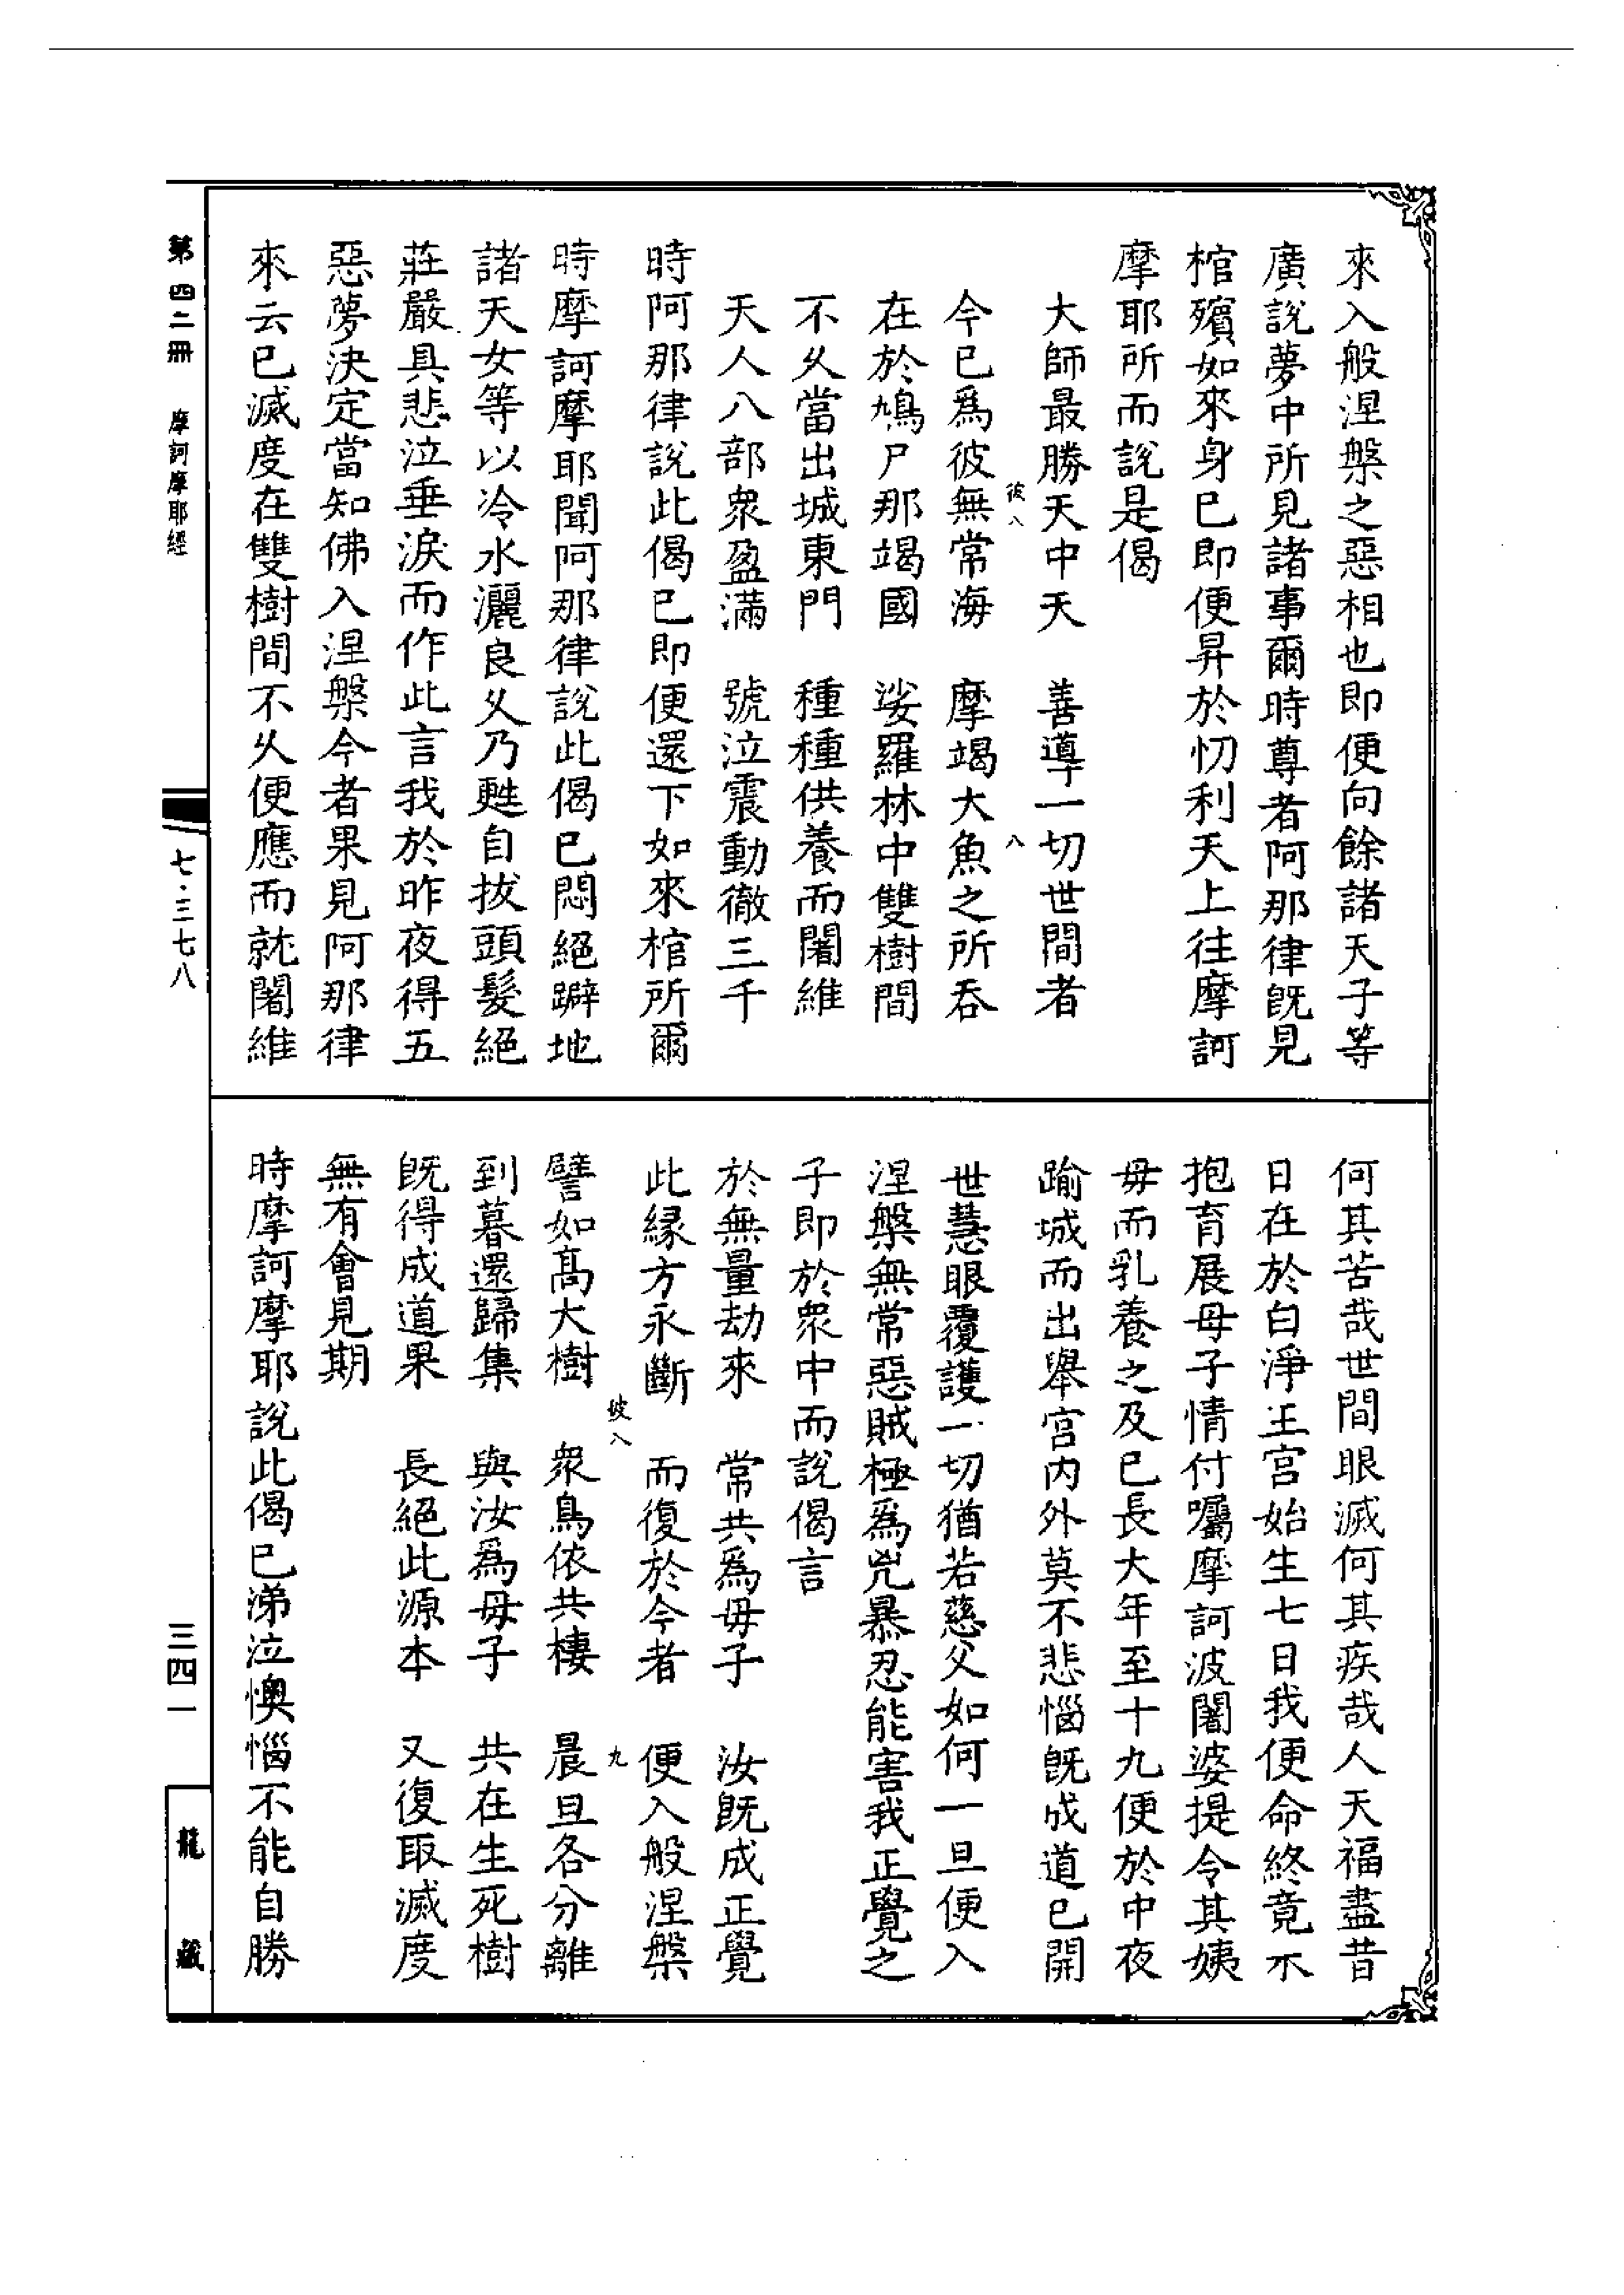 來入般涅槃之惡相也即便向餘諸天子等
廣說夢中所見諸事爾時尊者阿那律既見
棺殯如來身已即便昇於忉利天上往摩訶
摩耶所而說是偈
大師最勝天中天　善導一切世間者
彼八　八
今已爲彼無常海　摩竭大魚之所吞
在於鳩尸那竭國　娑羅林中雙樹間
不乆當出城東門　種種供養而闍維
天人八部衆盈滿　號泣震動徹三千
時阿那律說此偈已即便還下如來棺所爾
時摩訶摩耶聞阿那律說此偈已悶絕躃地
諸天女等以冷水灑良乆乃甦自拔頭髮絕
莊嚴具悲泣垂淚而作此言我於昨夜得五
惡夢決定當知佛入涅槃今者果見阿那律
來云已滅度在雙樹間不乆便應而就闍維
何其苦哉世間眼滅何其疾哉人天福盡昔
日在於白淨王宮始生七日我便命終竟不
抱育展母子情付囑摩訶波闍婆提令其姨
母而乳養之及已長大年至十九便於中夜
踰城而出舉宮內外莫不悲惱既成道已開
世慧眼覆護一切猶若慈父如何一旦便入
涅槃無常惡賊極爲兇暴忍能害我正覺之
子即於衆中而說偈言
於無量劫來　常共爲母子　汝既成正覺
此緣方永斷　而復於今者　便入般涅槃
彼八　九
譬如高大樹　衆鳥依共棲　晨旦各分離
到暮還歸集　與汝爲母子　共在生死樹
既得成道果　長絕此源本　又復取滅度
無有會見期
時摩訶摩耶說此偈已涕泣懊惱不能自勝
第四二冊　摩訶摩耶經
七·三七八
三四一
龍藏